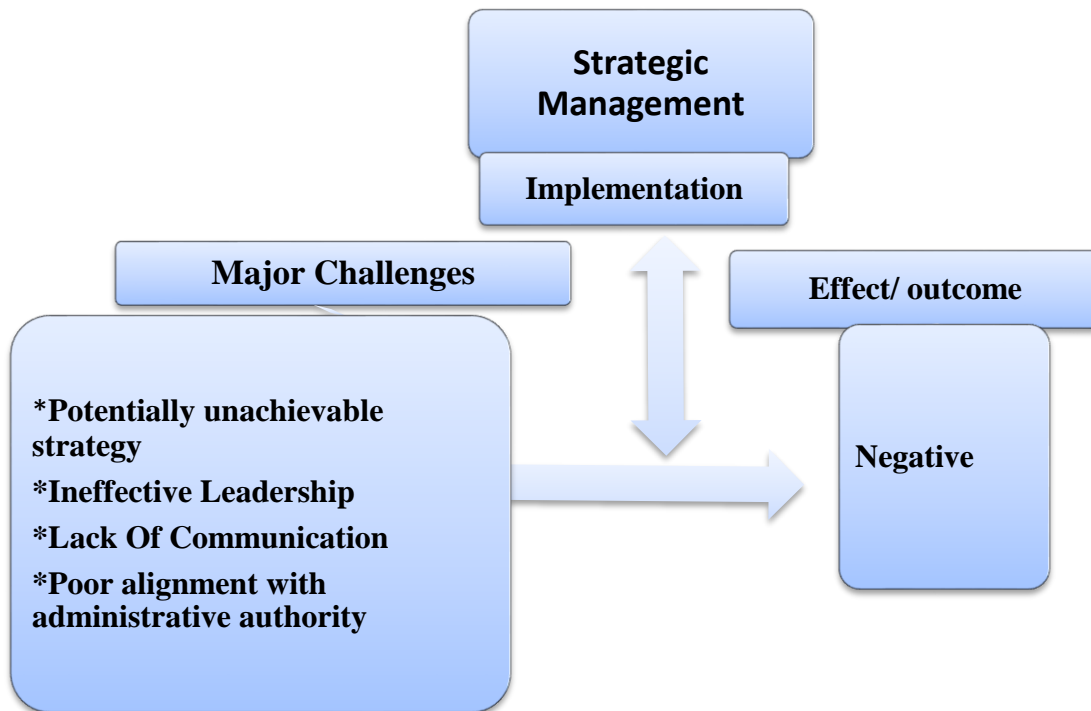 Strategic
Management
Implementation
Major Challenges
Effect/ outcome
*Potentially unachievable
strategy
*Ineffective Leadership
*Lack Of Communication
*Poor alignment with
administrative authority
Negative